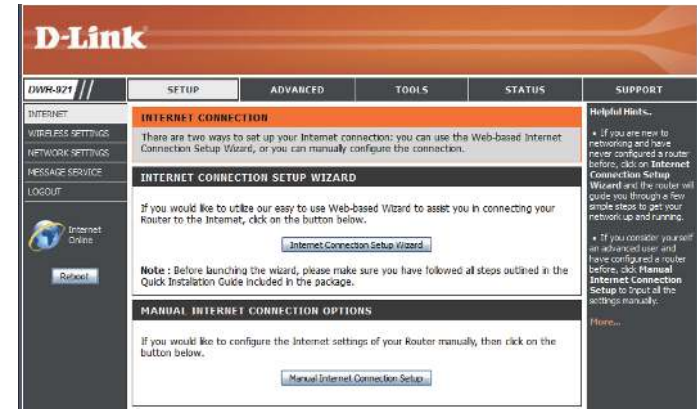 D-Link
DWR-921
SETUP
ADVANCED
TOOLS
STATUS
SUPPORT
INTERNET
WIRELESS SETTINGS
NETWORK SETTINGS
MESSAGE SERVICE
LOGOUT
Internet
Online
Reboot
INTERNET CONNECTION
There are two ways to set up your Internet connection: you can use the Web-based Internet
Connection Setup Wizard, or you can manually configure the connection.
INTERNET CONNECTION SETUP WIZARD
If you would like to utilize our easy to use Web-based Wizard to assist you in connecting your
Router to the Internet, click on the button below.
Internet Connection Setup Wizard
Note : Before launching the wizard, please make sure you have followed all steps outlined in the
Quick Installation Guide included in the package.
MANUAL INTERNET CONNECTION OPTIONS
If you would like to configure the Internet settings of your Router manually, then click on the
button below.
Manual Internet Connection Setup
Helpful Hints..
• If you are new to
networking and have
never configured a router
before, click on Internet
Connection Setup
Wizard and the router will
guide you through a few
simple steps to get your
network up and running.
• If you consider yourself
an advanced user and
have configured a router
before, click Manual
Internet Connection
Setup to input all the
settings manually.
More...